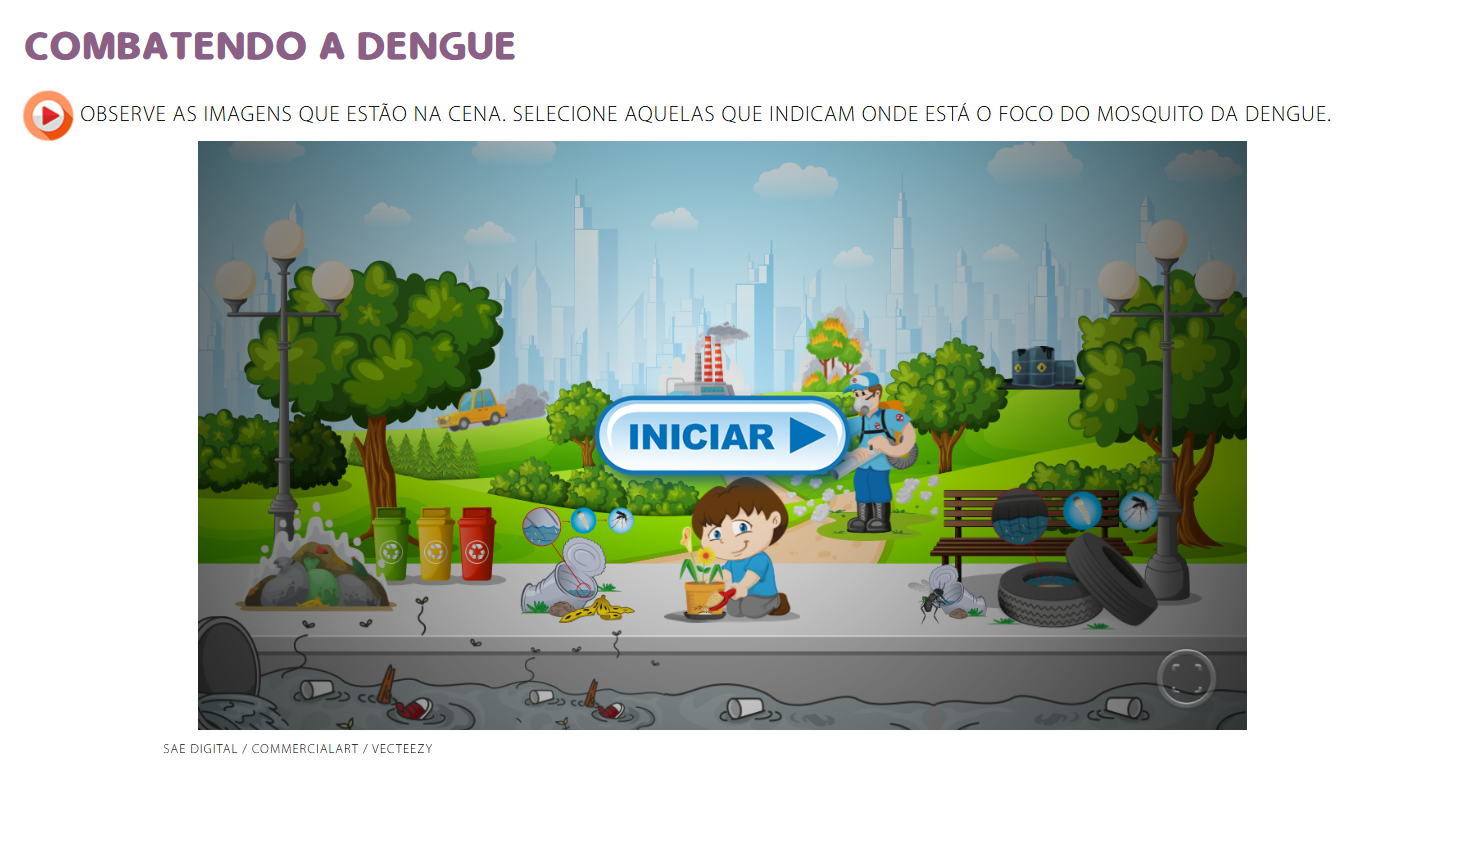 COMBATENDO A DENGUE
OBSERVE AS IMAGENS QUE ESTÃO NA CENA. SELECIONE AQUELAS QUE INDICAM ONDE ESTÁ O FOCO DO MOSQUITO DA DENGUE.
INICIAR
SAE DIGITAL / COMMERCIALART / VECTEEZY